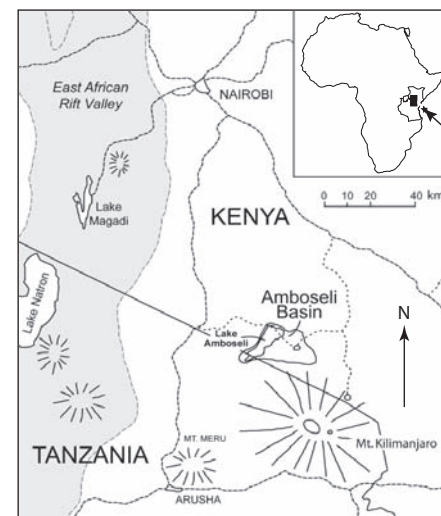 East African
Rift Valley
NAIROBI
0 10 20 40 km
Lake
Magadi
KENYA
Lake Natron
Amboseli
Basin
Lake
Amboseli
N
MT. MERU
Mt. Kilimanjaro
TANZANIA
ARUSHA